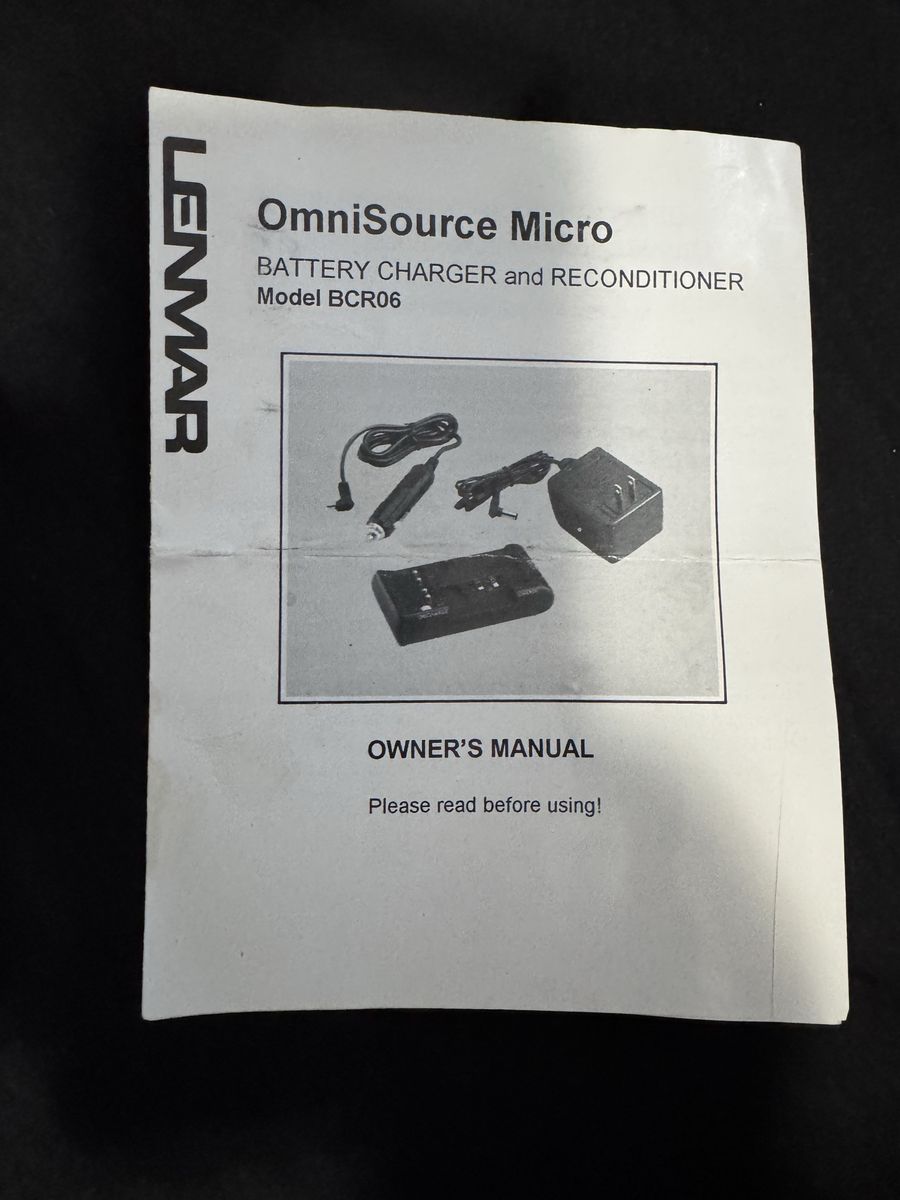 LENMAR
OmniSource Micro
BATTERY CHARGER and RECONDITIONER
Model BCR06
OWNER'S MANUAL
Please read before using!